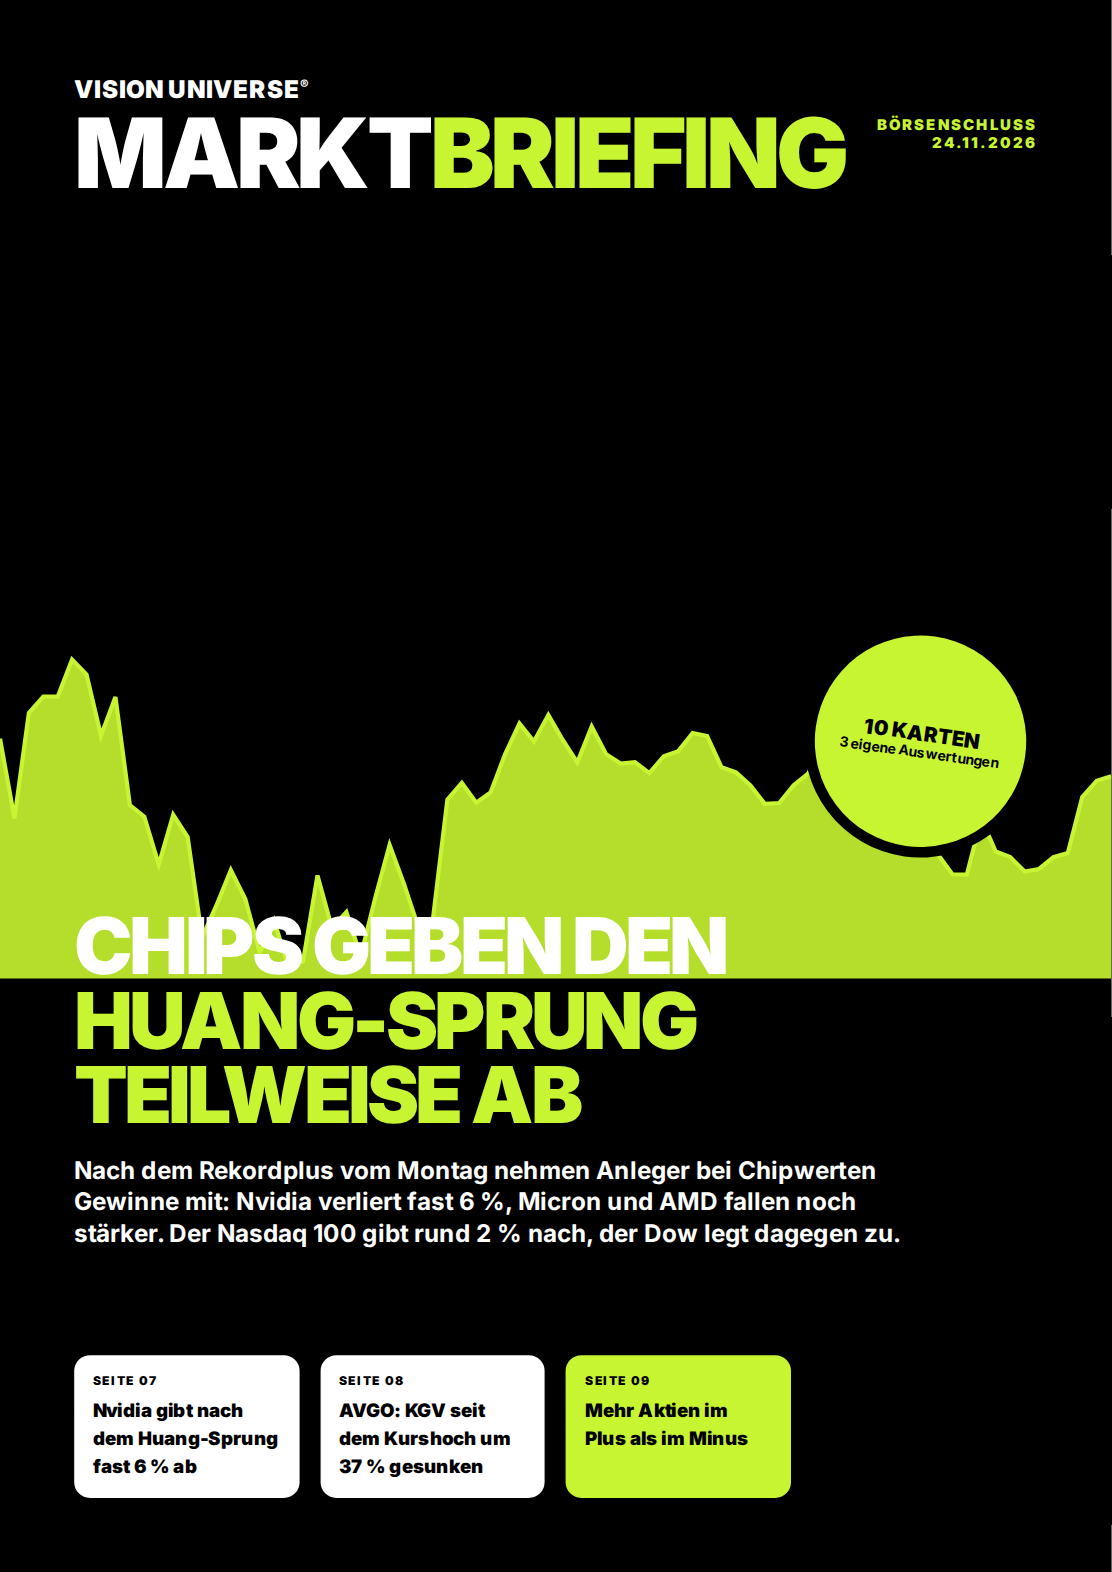 VISION UNIVERSE®
MARKTBRIEFING
BÖRSENSCHLUSS
24.11.2026
10 KARTEN
3 eigene Auswertungen
CHIPS GEBEN DEN
HUANG-SPRUNG
TEILWEISE AB
Nach dem Rekordplus vom Montag nehmen Anleger bei Chipwerten
Gewinne mit: Nvidia verliert fast 6 %, Micron und AMD fallen noch
stärker. Der Nasdaq 100 gibt rund 2 % nach, der Dow legt dagegen zu.
SEITE 07
Nvidia gibt nach
dem Huang-Sprung
fast 6 % ab
SEITE 08
AVGO: KGV seit
dem Kurshoch um
37 % gesunken
SEITE 09
Mehr Aktien im
Plus als im Minus